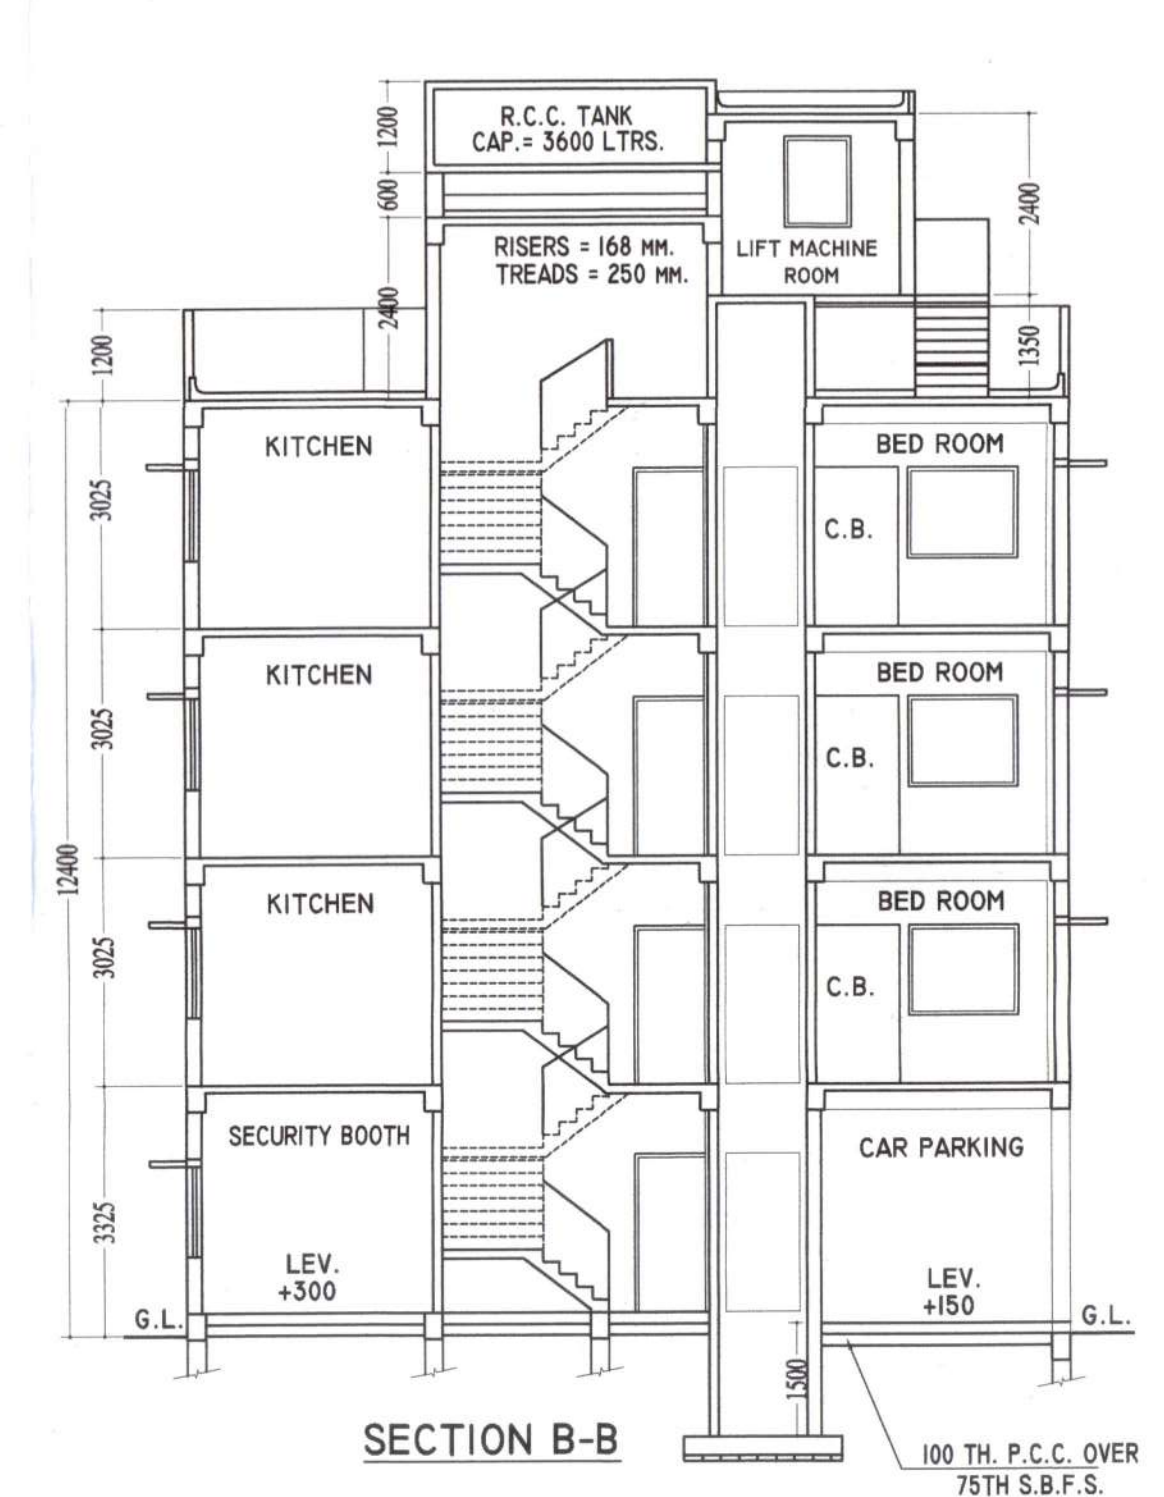 R.C.C. TANK
CAP.= 3600 LTRS.
1200
600
2400
LIFT MACHINE
ROOM
RISERS = 168 MM.
TREADS = 250 MM.
2400
1200
1350
KITCHEN
BED ROOM
C.B.
3025
KITCHEN
BED ROOM
C.B.
3025
12400
KITCHEN
BED ROOM
C.B.
3025
SECURITY BOOTH
CAR PARKING
3325
LEV.
+300
LEV.
+150
G.L.
G.L.
1500
SECTION B-B
100 TH. P.C.C. OVER
75TH S.B.F.S.